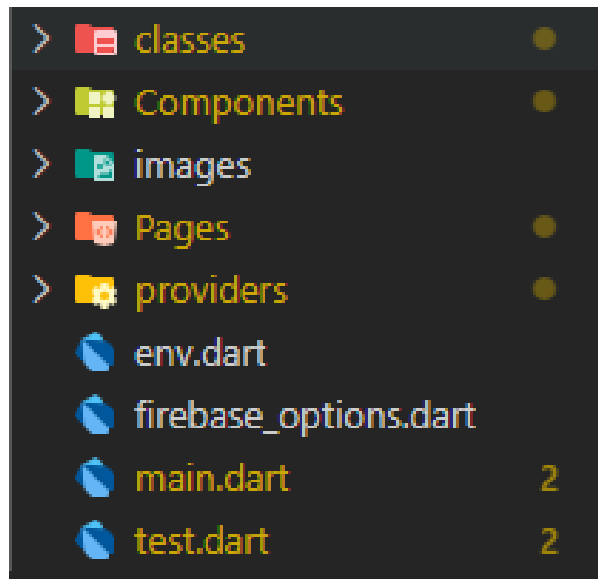 classes
Components
images
Pages
providers
env.dart
firebase_options.dart
main.dart 2
test.dart 2